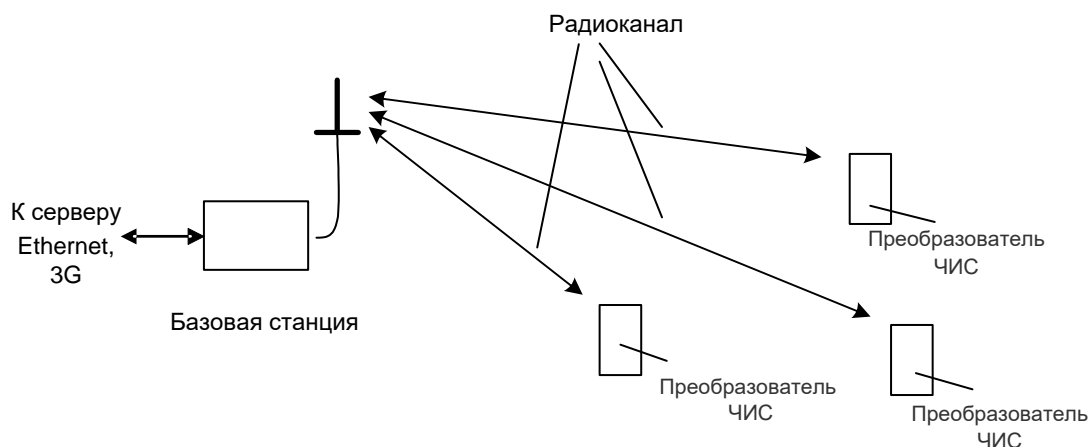 Радиоканал
К серверу
Ethernet,
3G
Базовая станция
Преобразователь
ЧИС
Преобразователь
ЧИС
Преобразователь
ЧИС